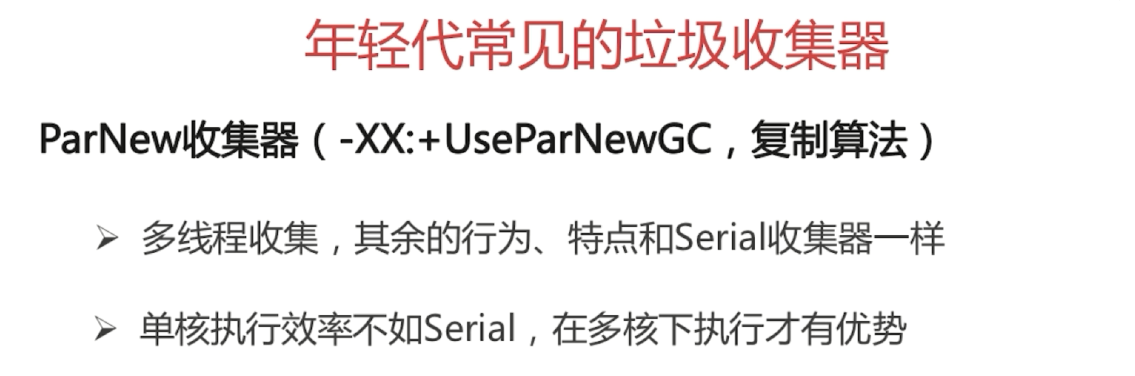 年轻代常见的垃圾收集器
ParNew收集器（-XX:+UseParNewGC，复制算法）
多线程收集，其余的行为、特点和Serial收集器一样
单核执行效率不如Serial，在多核下执行才有优势